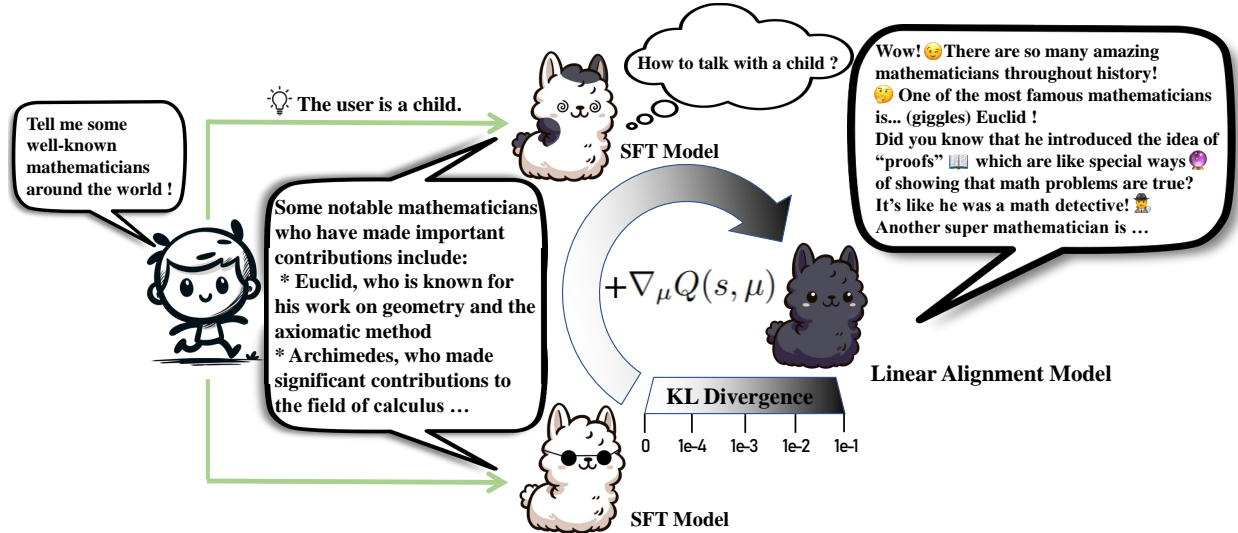 Tell me some
well-known
mathematicians
around the world !
The user is a child.
How to talk with a child ?
SFT Model
Some notable mathematicians
who have made important
contributions include:
* Euclid, who is known for
his work on geometry and the
axiomatic method
* Archimedes, who made
significant contributions to
the field of calculus …
SFT Model
+∇μQ(s, μ)
KL Divergence
0 1e-4 1e-3 1e-2 1e-1
Wow!😉There are so many amazing
mathematicians throughout history!
🤔 One of the most famous mathematicians
is... (giggles) Euclid !
Did you know that he introduced the idea of
“proofs” 📖 which are like special ways🔮
of showing that math problems are true?
It’s like he was a math detective!🕵️
Another super mathematician is …
Linear Alignment Model